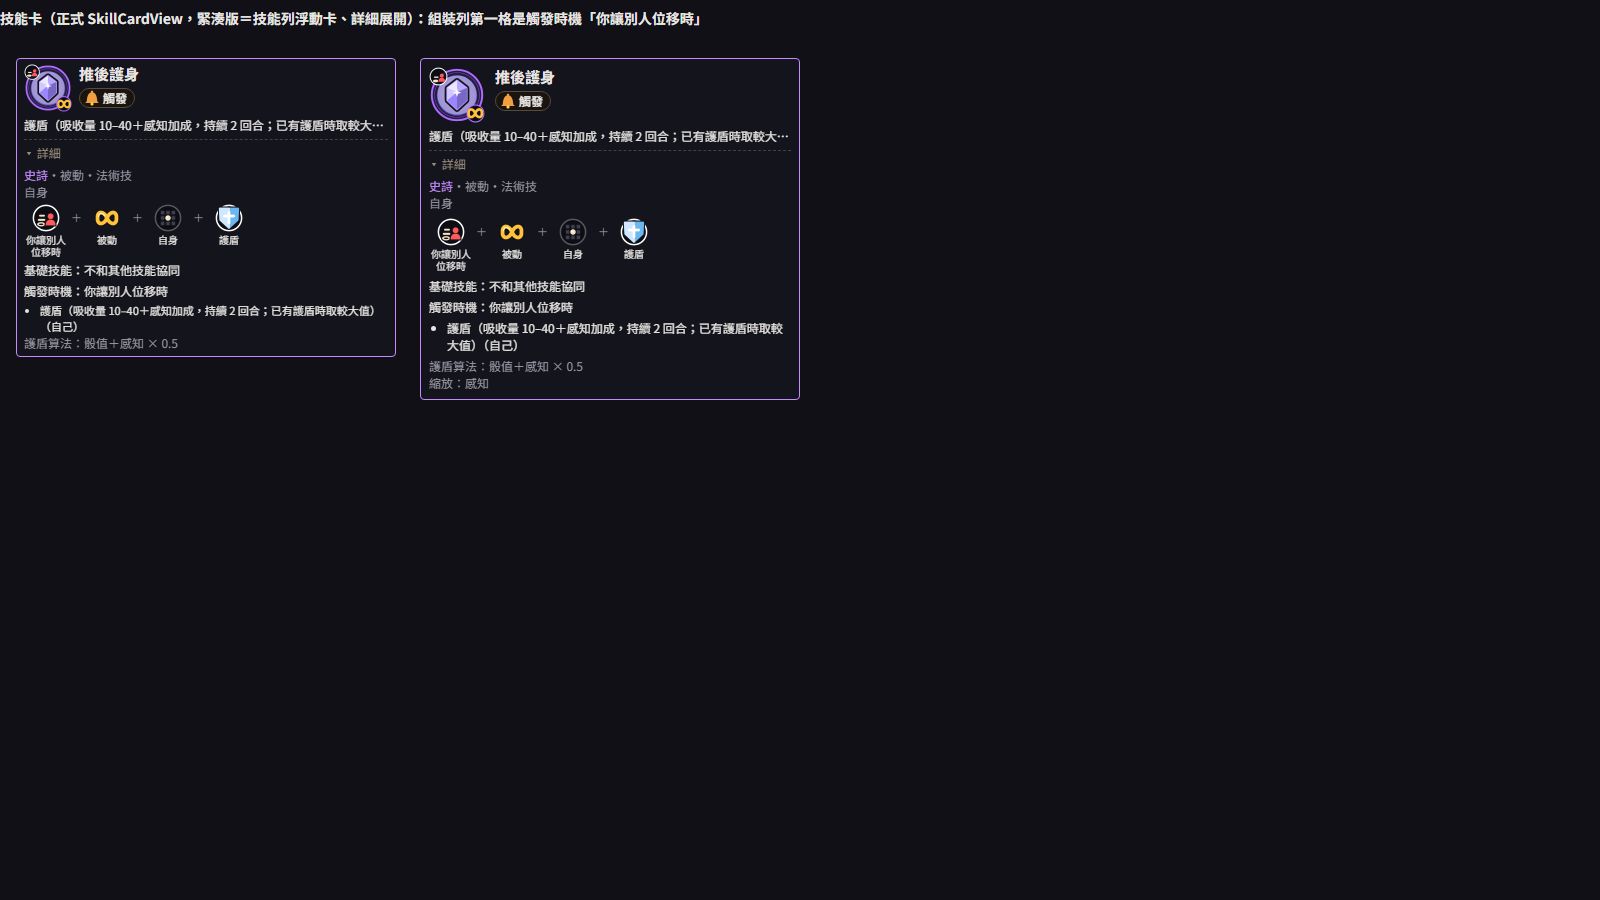 技能卡（正式 SkillCardView，緊湊版＝技能列浮動卡、詳細展開）：組裝列第一格是觸發時機「你讓別人位移時」
推後護身
觸發
護盾（吸收量 10–40＋感知加成，持續 2 回合；已有護盾時取較大…
詳細
史詩・被動・法術技
自身
你讓別人位移時 + 被動 + 自身 + 護盾
基礎技能：不和其他技能協同
觸發時機：你讓別人位移時
• 護盾（吸收量 10–40＋感知加成，持續 2 回合；已有護盾時取較大值）
（自己）
護盾算法：骰值＋感知 × 0.5
推後護身
觸發
護盾（吸收量 10–40＋感知加成，持續 2 回合；已有護盾時取較大…
詳細
史詩・被動・法術技
自身
你讓別人位移時 + 被動 + 自身 + 護盾
基礎技能：不和其他技能協同
觸發時機：你讓別人位移時
• 護盾（吸收量 10–40＋感知加成，持續 2 回合；已有護盾時取較
大值）（自己）
護盾算法：骰值＋感知 × 0.5
縮放：感知